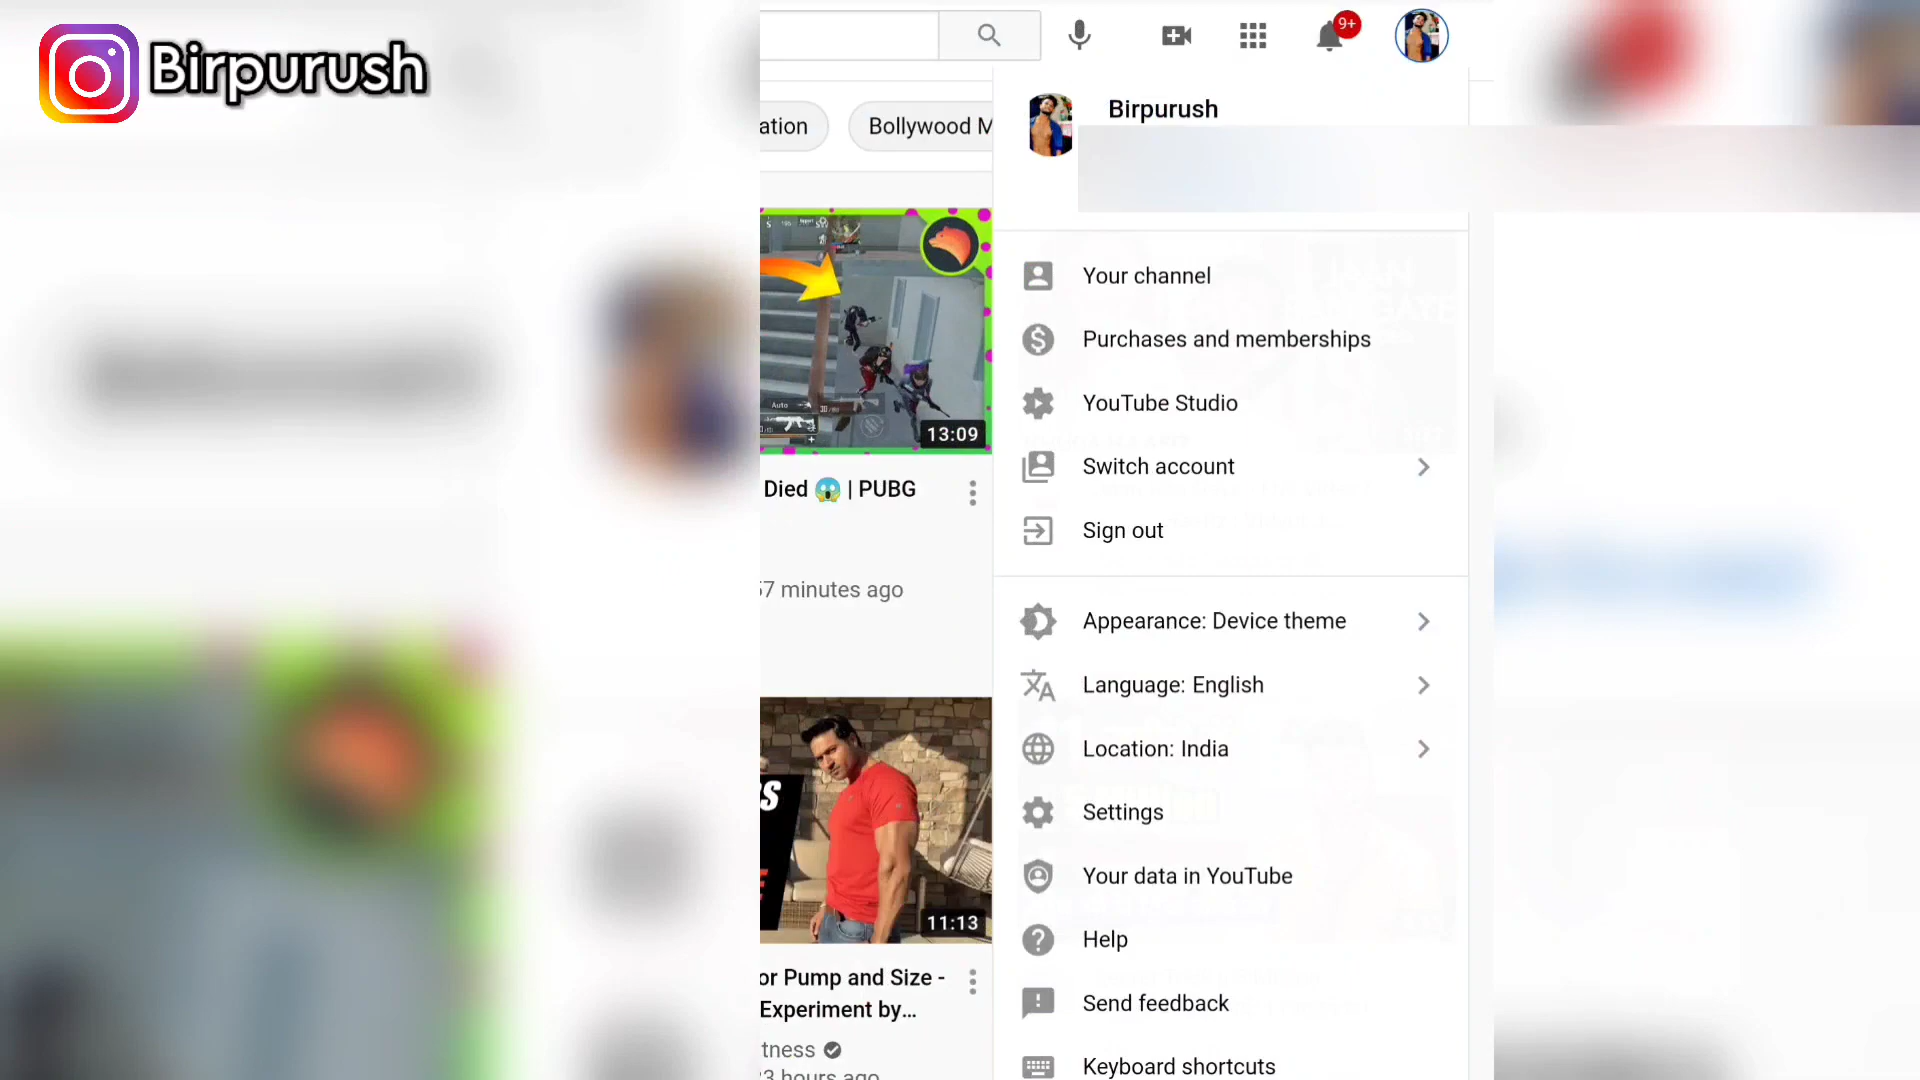 Birpurush
9+
Birpurush
ation
Bollywood M
Your channel
Purchases and memberships
YouTube Studio
Auto
13:09
Switch account
Died 😱 | PUBG
Sign out
57 minutes ago
Appearance: Device theme
Language: English
Location: India
S
Settings
Your data in YouTube
11:13
Help
or Pump and Size -
Experiment by...
Send feedback
tness
3 hours ago
Keyboard shortcuts